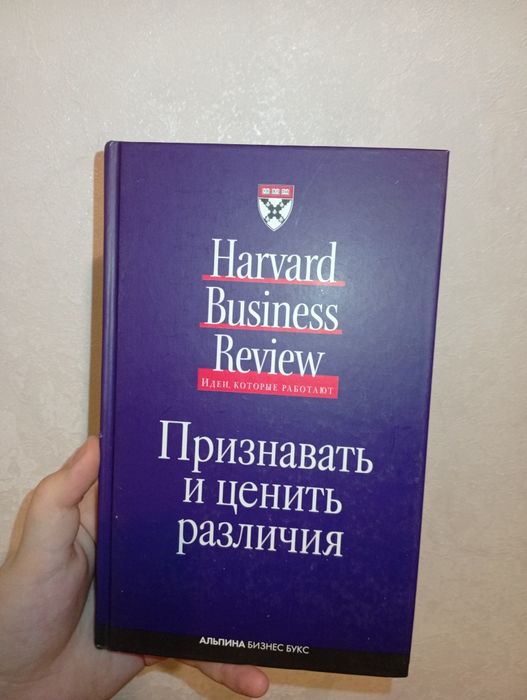 Harvard
Business
Review
Идеи, которые работают
Признавать
и ценить
различия
АЛЬПИНА БИЗНЕС БУКС